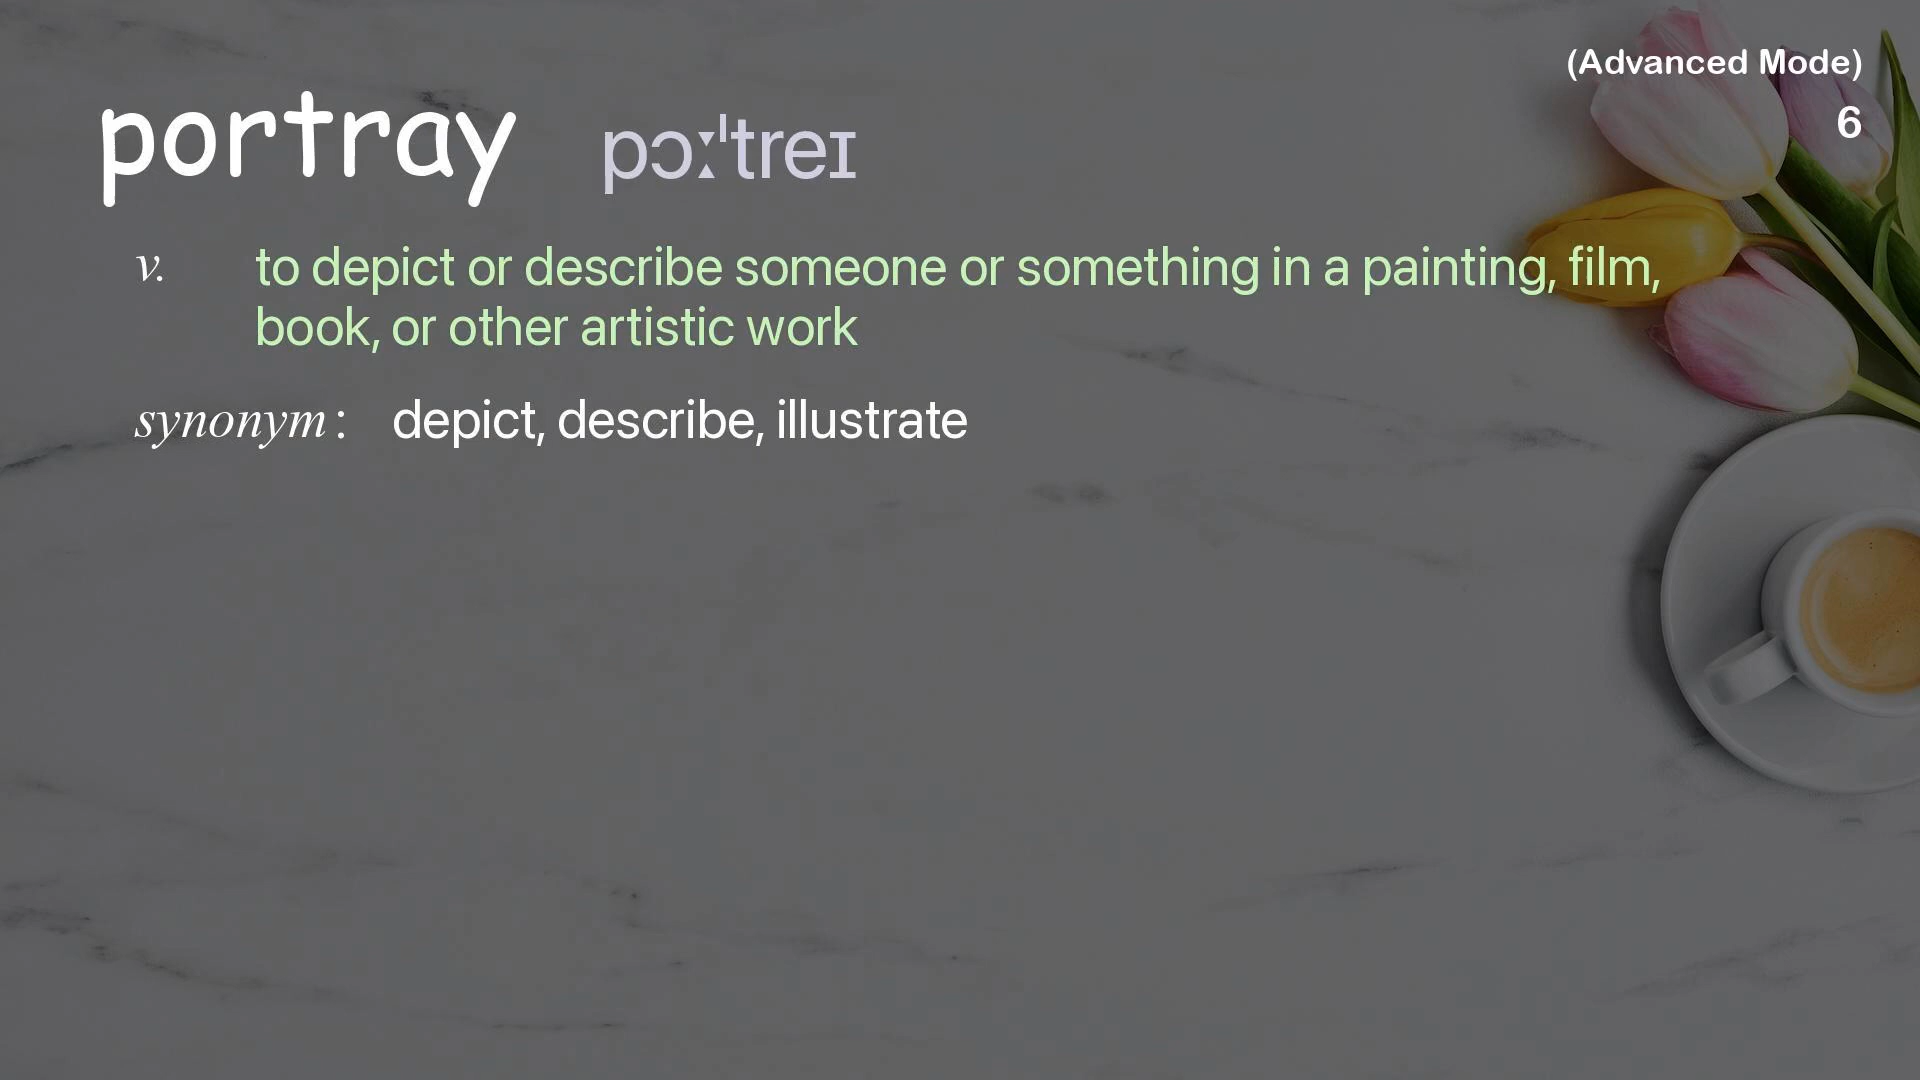 (Advanced Mode)
portray pɔːˈtreɪ
6
v. to depict or describe someone or something in a painting, film,
book, or other artistic work
synonym: depict, describe, illustrate